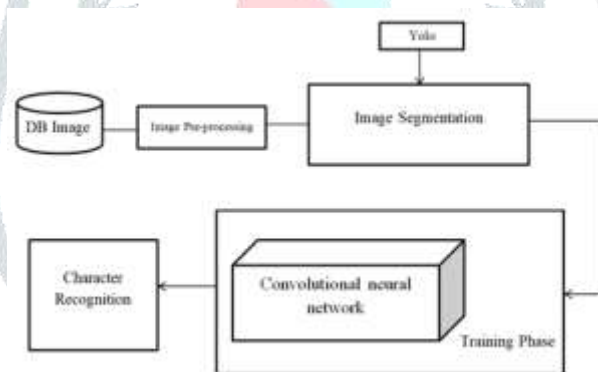 Yolo
DB Image
Image Pre-processing
Image Segmentation
Convolutional neural
network
Training Phase
Character
Recognition